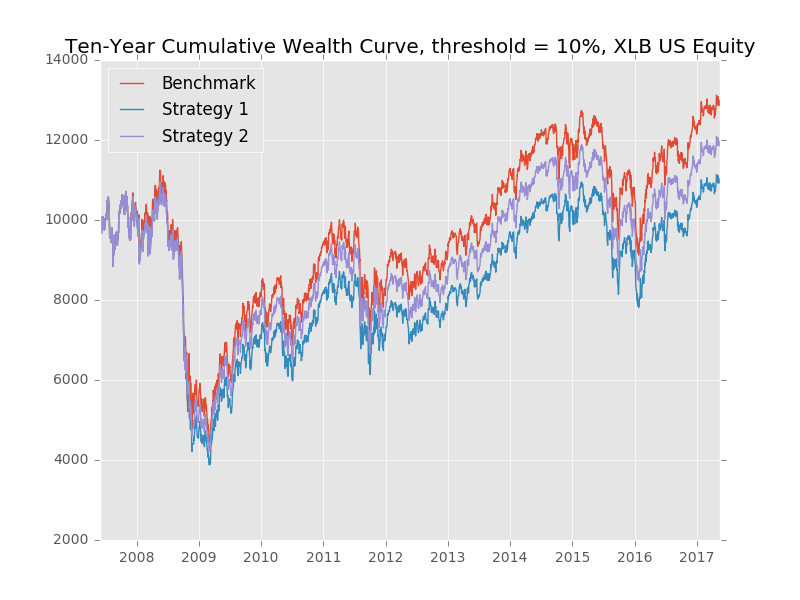 Ten-Year Cumulative Wealth Curve, threshold = 10%, XLB US Equity
14000
Benchmark
Strategy 1
Strategy 2
12000
10000
8000
6000
4000
2000
2008 2009 2010 2011 2012 2013 2014 2015 2016 2017